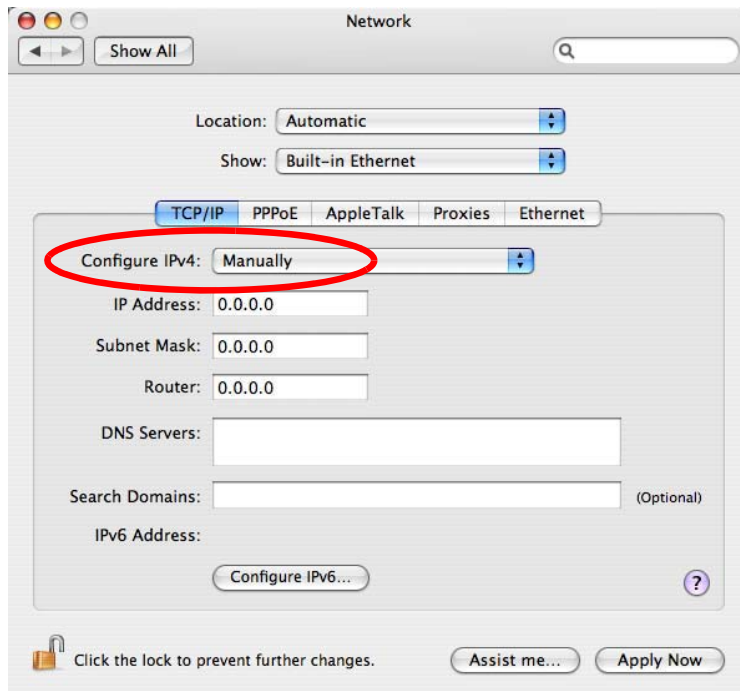 Network
Show All
Location: Automatic
Show: Built-in Ethernet
TCP/IP PPPoE AppleTalk Proxies Ethernet
Configure IPv4: Manually
IP Address: 0.0.0.0
Subnet Mask: 0.0.0.0
Router: 0.0.0.0
DNS Servers:
Search Domains: (Optional)
IPv6 Address:
Configure IPv6...
?
Click the lock to prevent further changes. Assist me... Apply Now